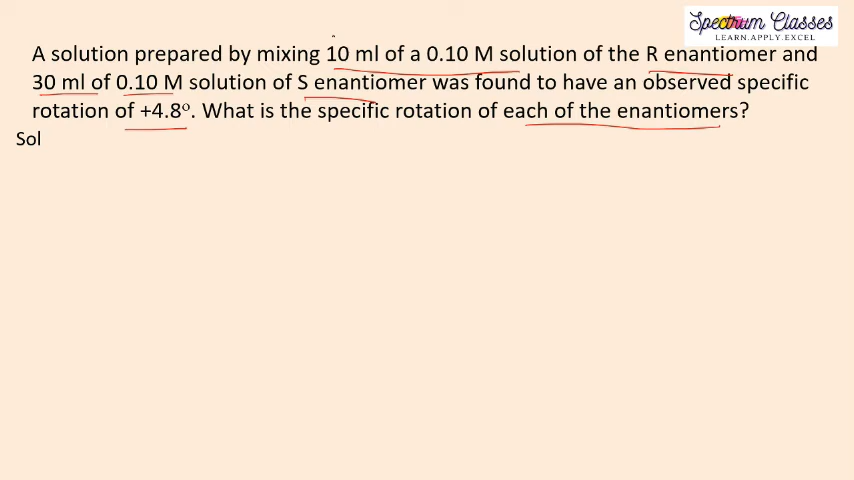 Spectrum Classes
LEARN.APPLY.EXCEL
A solution prepared by mixing 10 ml of a 0.10 M solution of the R enantiomer and
30 ml of 0.10 M solution of S enantiomer was found to have an observed specific
rotation of +4.8°. What is the specific rotation of each of the enantiomers?
Sol